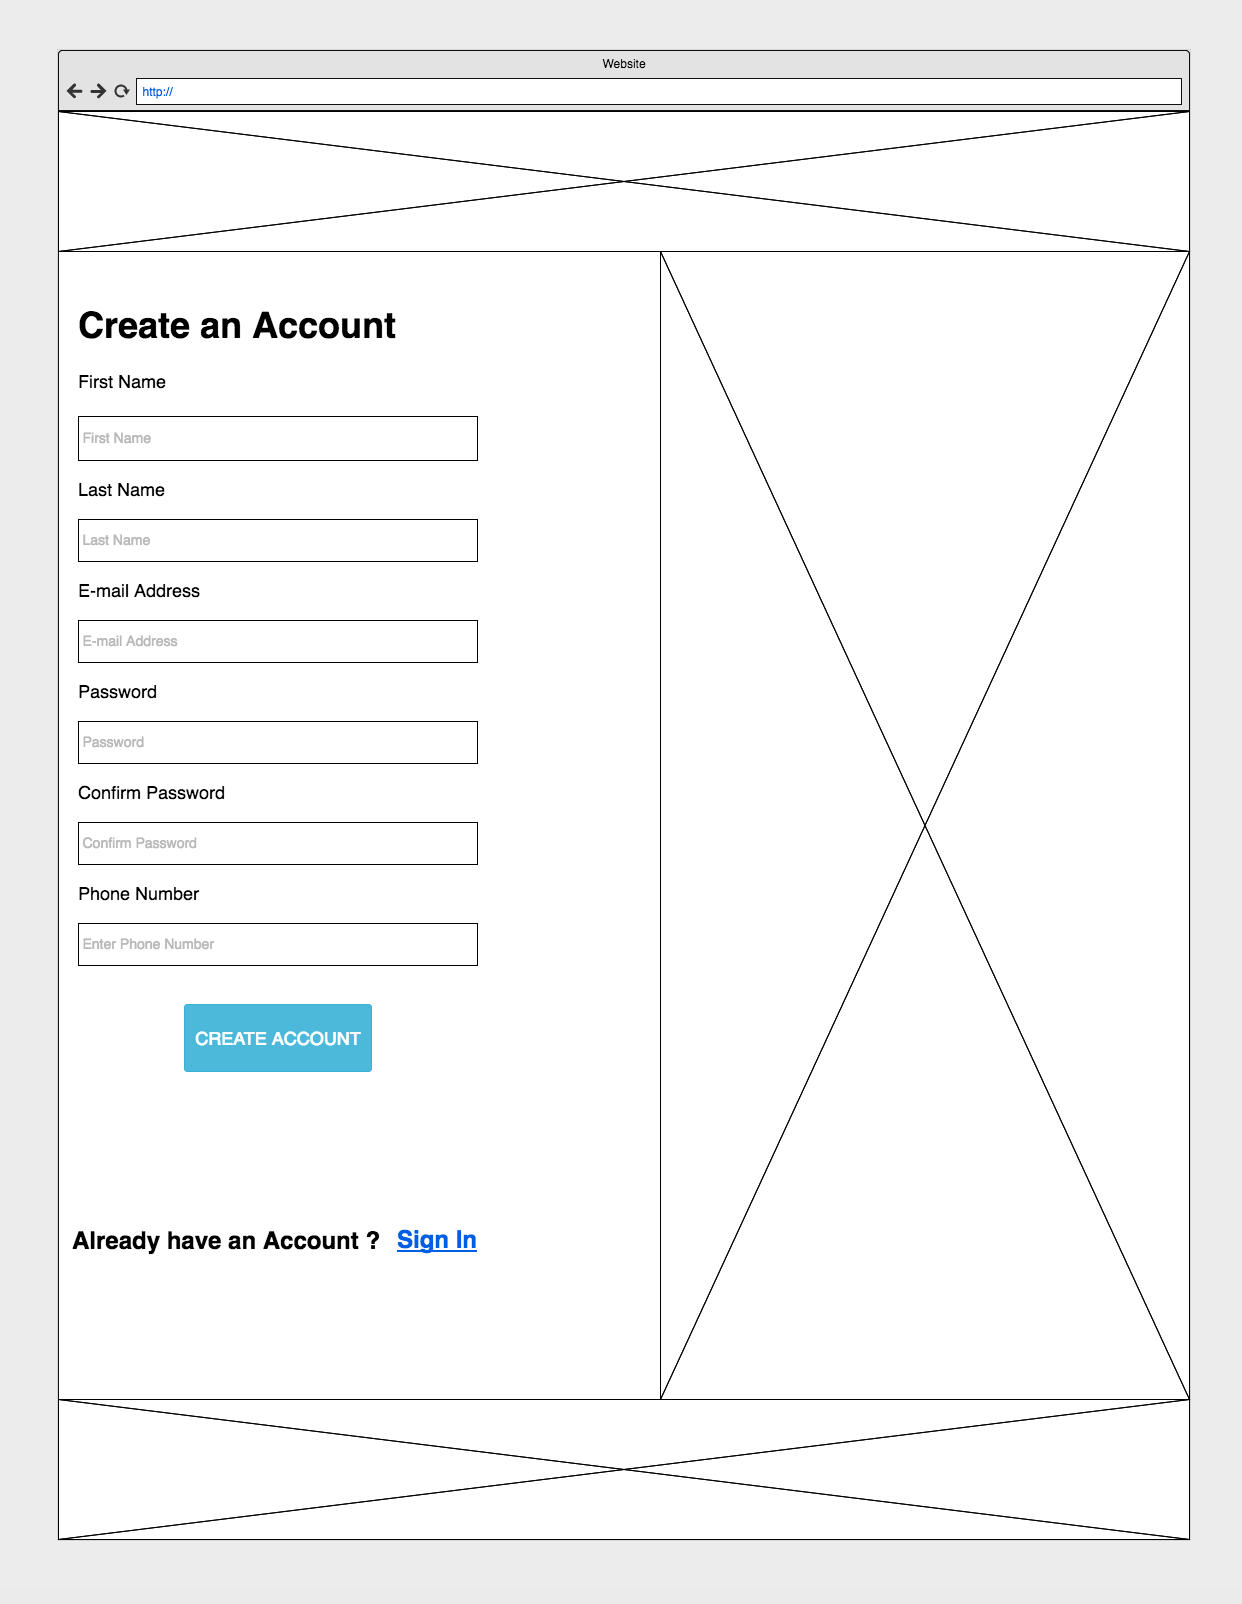 Website
http://
Create an Account
First Name
First Name
Last Name
Last Name
E-mail Address
E-mail Address
Password
Password
Confirm Password
Confirm Password
Phone Number
Enter Phone Number
CREATE ACCOUNT
Already have an Account ? Sign In